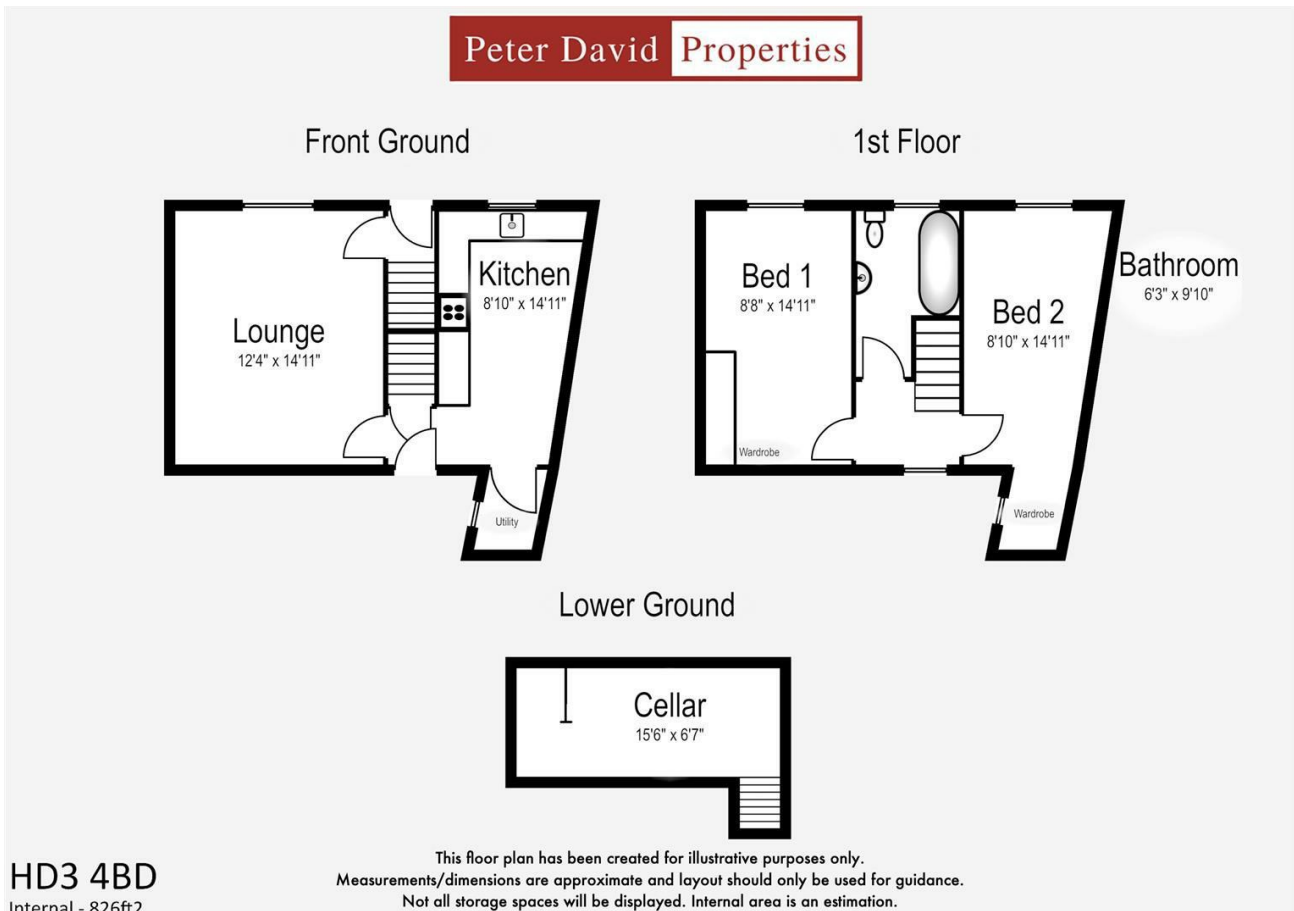 Peter David Properties
Front Ground
1st Floor
Lounge
12'4" x 14'11"
Kitchen
8'10" x 14'11"
Utility
Bed 1
8'8" x 14'11"
Wardrobe
Bed 2
8'10" x 14'11"
Wardrobe
Bathroom
6'3" x 9'10"
Lower Ground
Cellar
15'6" x 6'7"
HD3 4BD
Internal - 826ft2
This floor plan has been created for illustrative purposes only.
Measurements/dimensions are approximate and layout should only be used for guidance.
Not all storage spaces will be displayed. Internal area is an estimation.